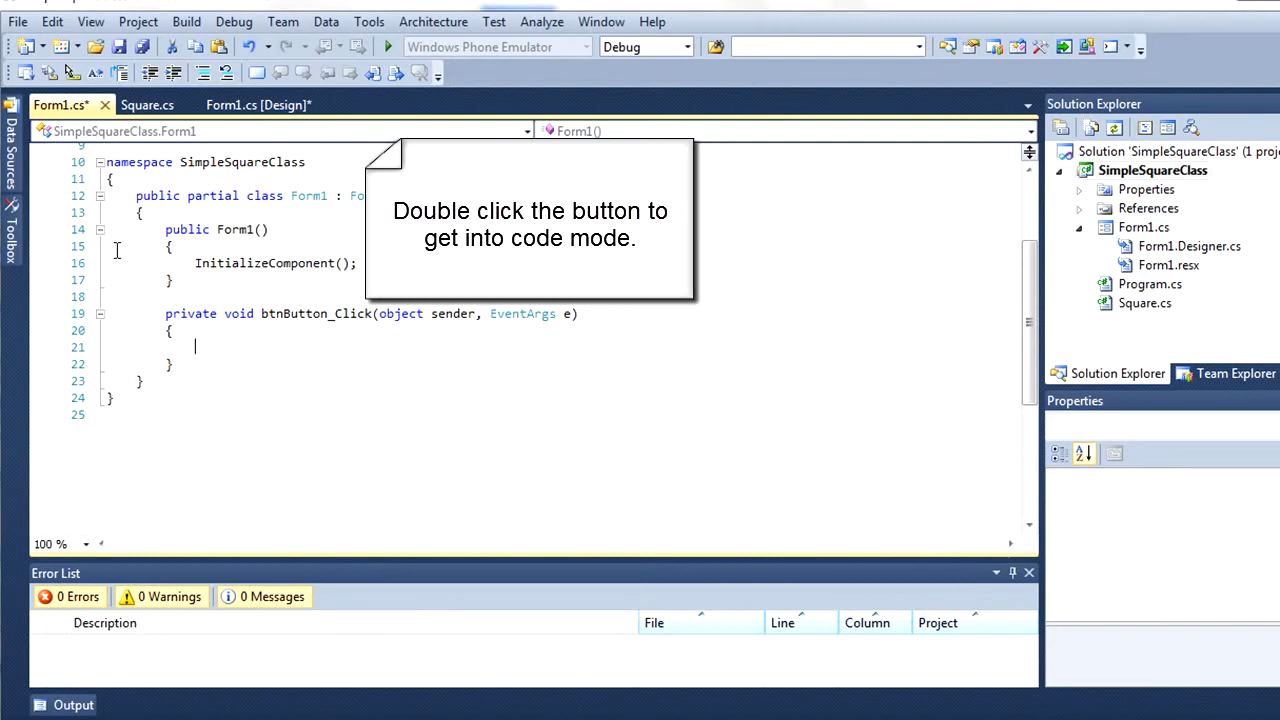 File Edit View Project Build Debug Team Data Tools Architecture Test Analyze Window Help
Windows Phone Emulator Debug
Form1.cs* Square.cs Form1.cs [Design]*
SimpleSquareClass.Form1 Form1()
Data Sources
Toolbox
9
10 namespace SimpleSquareClass
11 {
12 public partial class Form1 : Fo
13 {
14 public Form1()
15 {
16 InitializeComponent();
17 }
18
19 private void btnButton_Click(object sender, EventArgs e)
20 {
21
22 }
23 }
24 }
25
Double click the button to
get into code mode.
100 %
Solution Explorer
Solution 'SimpleSquareClass' (1 proje
SimpleSquareClass
Properties
References
Form1.cs
Form1.Designer.cs
Form1.resx
Program.cs
Square.cs
Solution Explorer Team Explorer
Properties
Error List
0 Errors 0 Warnings 0 Messages
Description File Line Column Project
Output